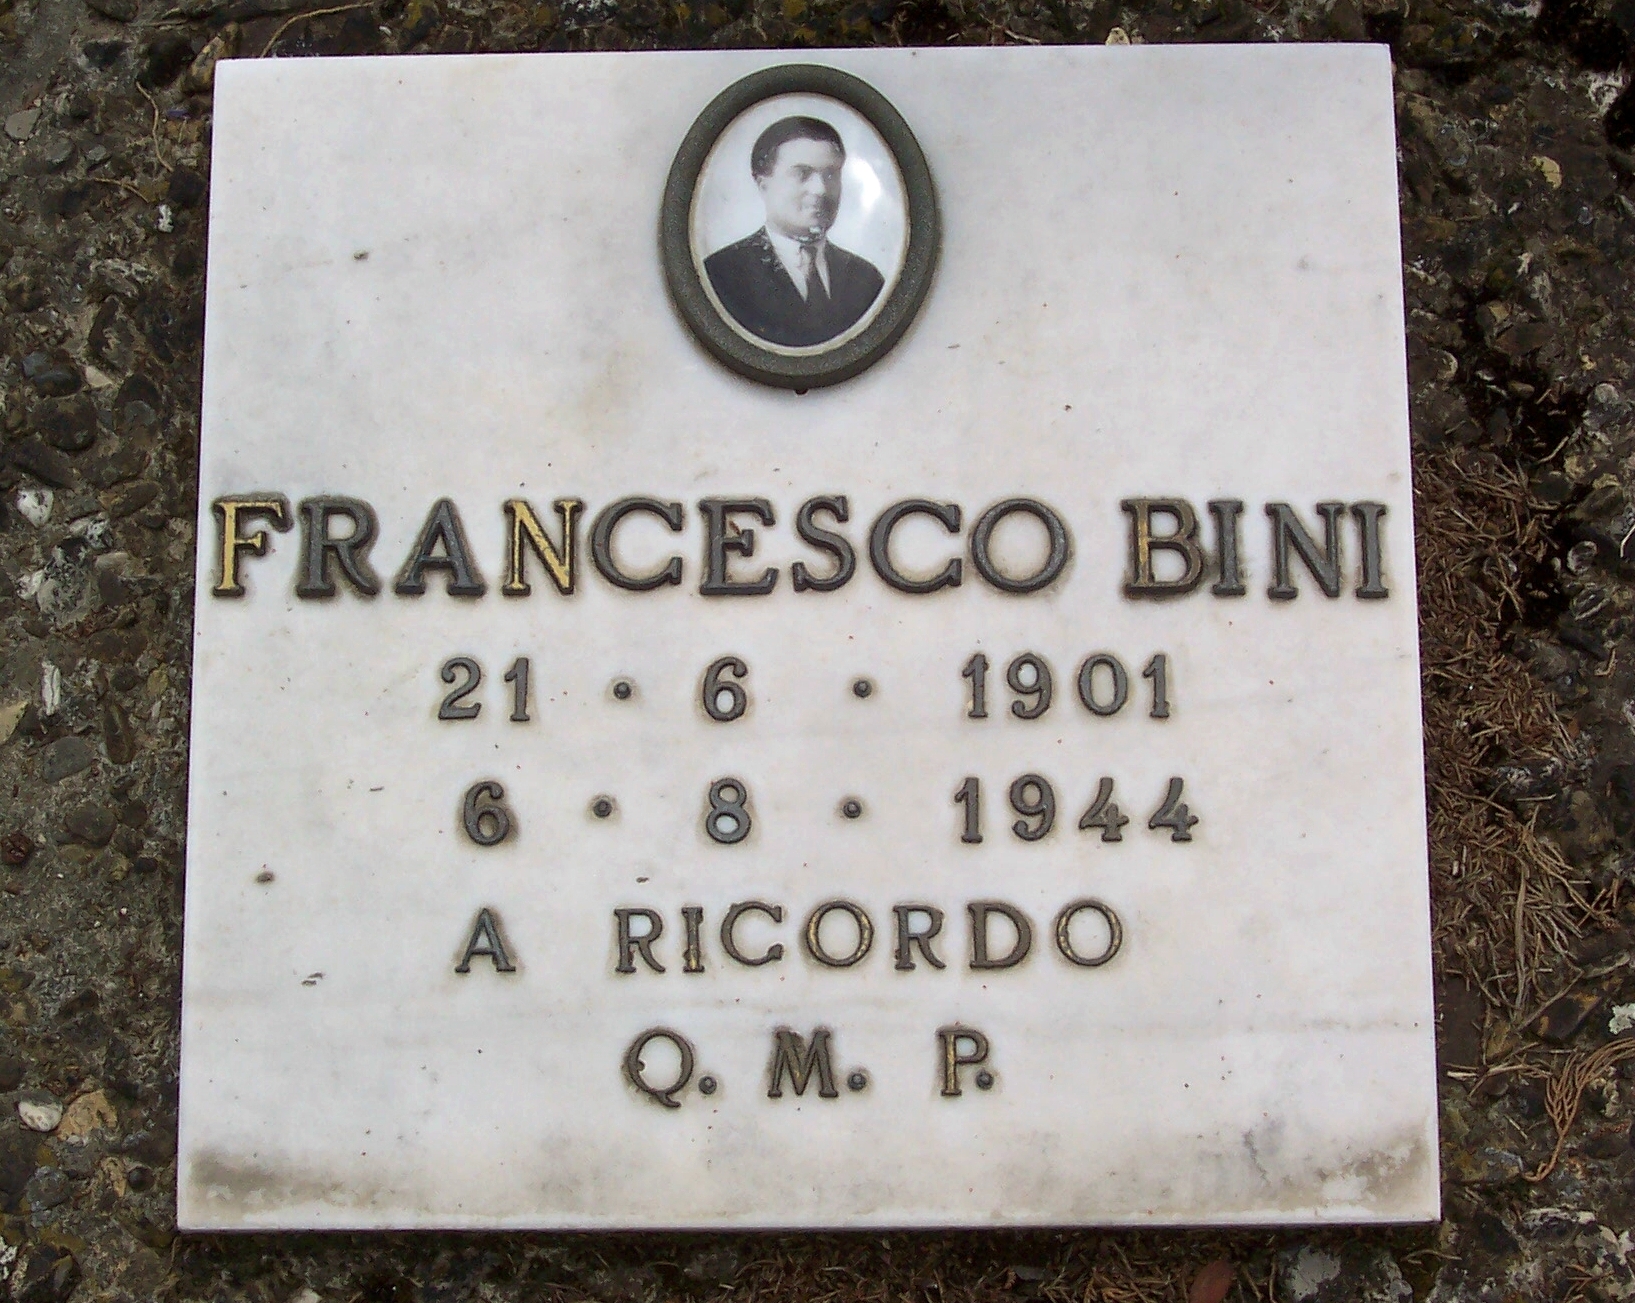 FRANCESCO BINI
21 • 6 • 1901
6 • 8 • 1944
A RICORDO
Q. M. P.